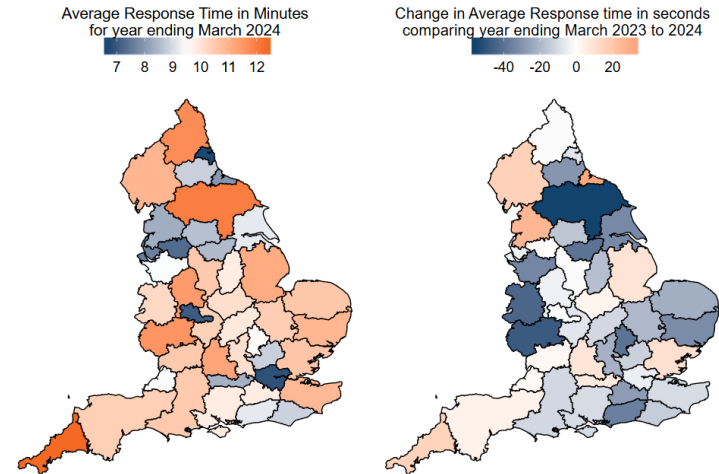 Average Response Time in Minutes
for year ending March 2024
7 8 9 10 11 12
Change in Average Response time in seconds
comparing year ending March 2023 to 2024
-40 -20 0 20